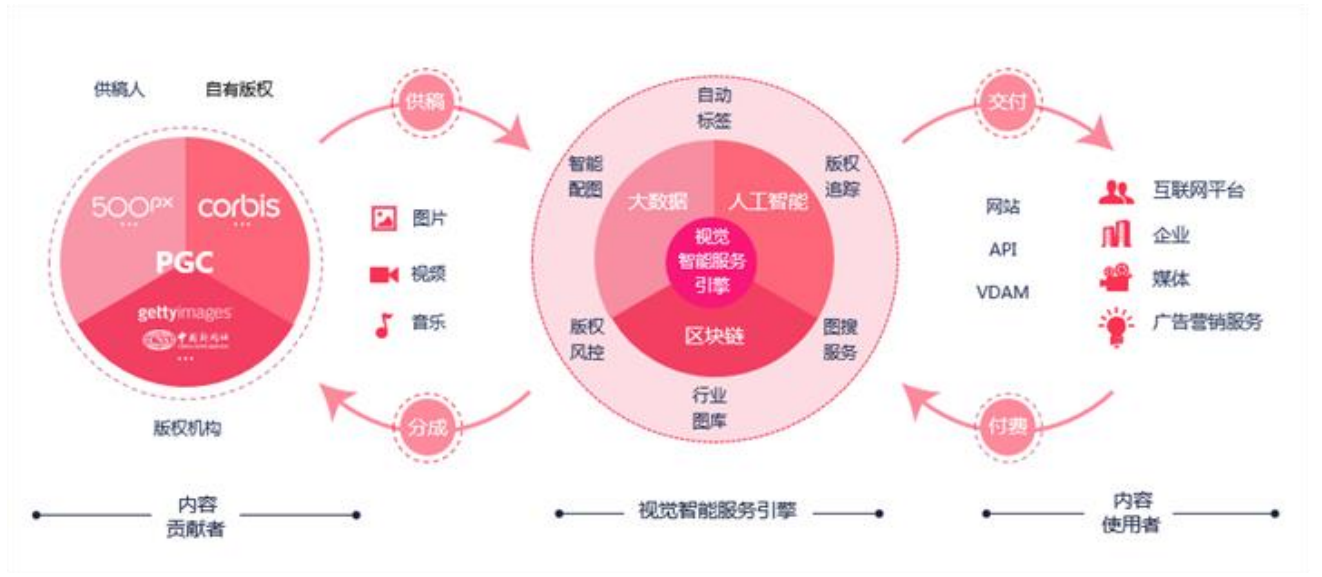 供稿人
自有版权
500px
...
corbis
...
PGC
gettyimages
中国新闻社
...
版权机构
供稿
图片
视频
音乐
分成
自动
标签
智能
配图
版权
追踪
大数据
人工智能
视觉
智能服务
引擎
区块链
版权
风控
图搜
服务
行业
图库
交付
网站
API
VDAM
互联网平台
企业
媒体
广告营销服务
付费
内容
贡献者
视觉智能服务引擎
内容
使用者